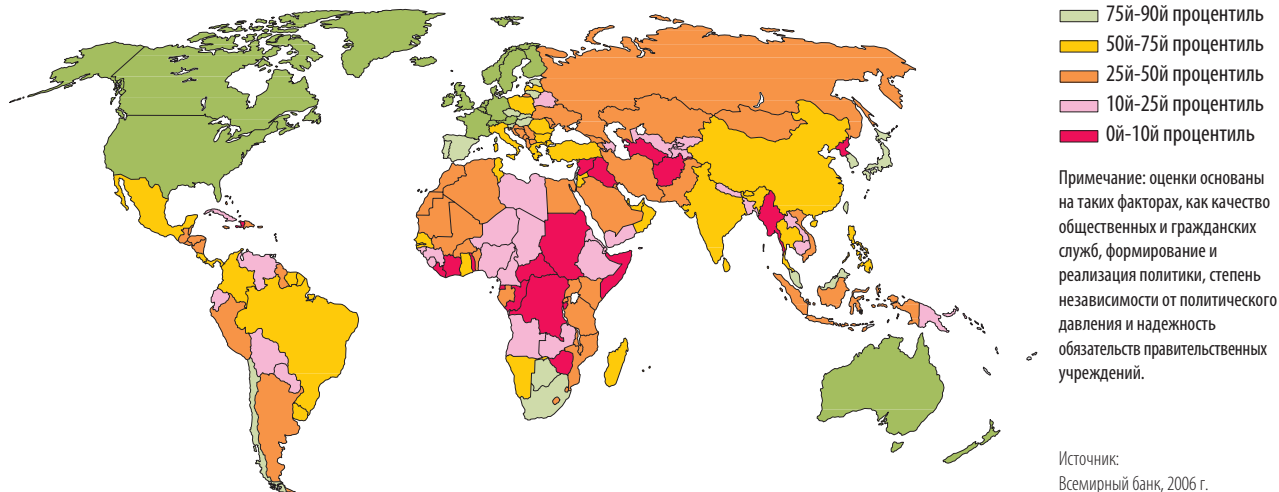 75й-90й процентиль
50й-75й процентиль
25й-50й процентиль
10й-25й процентиль
0й-10й процентиль
Примечание: оценки основаны
на таких факторах, как качество
общественных и гражданских
служб, формирование и
реализация политики, степень
независимости от политического
давления и надежность
обязательств правительственных
учреждений.
Источник:
Всемирный банк, 2006 г.